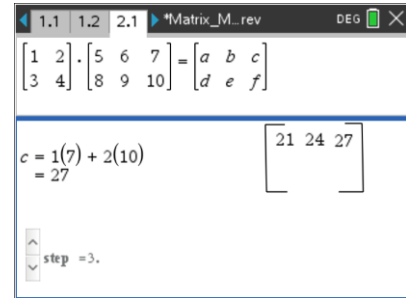 1.1 1.2 2.1 *Matrix_M…rev DEG
[1 2] · [5 6 7] = [a b c]
[3 4] [8 9 10] [d e f]
c = 1(7) + 2(10)
= 27
21 24 27
step =3.